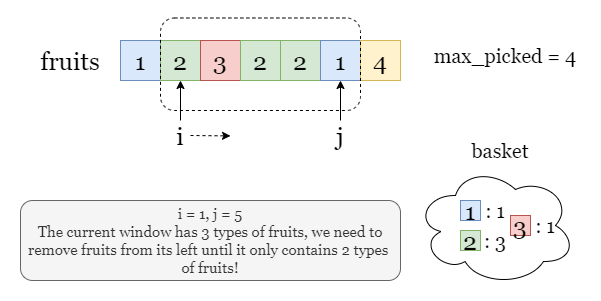 fruits 1 2 3 2 2 1 4
max_picked = 4
i
j
basket
1 : 1
3 : 1
2 : 3
i = 1, j = 5
The current window has 3 types of fruits, we need to
remove fruits from its left until it only contains 2 types
of fruits!